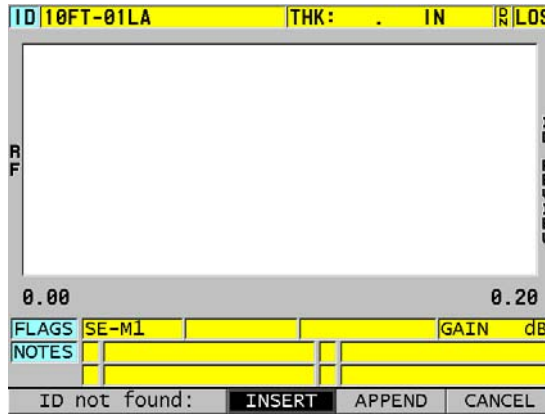 ID 10FT-01LA THK: . IN LOS
RF
0.00 0.20
FLAGS SE-M1 GAIN dB
NOTES
ID not found: INSERT APPEND CANCEL